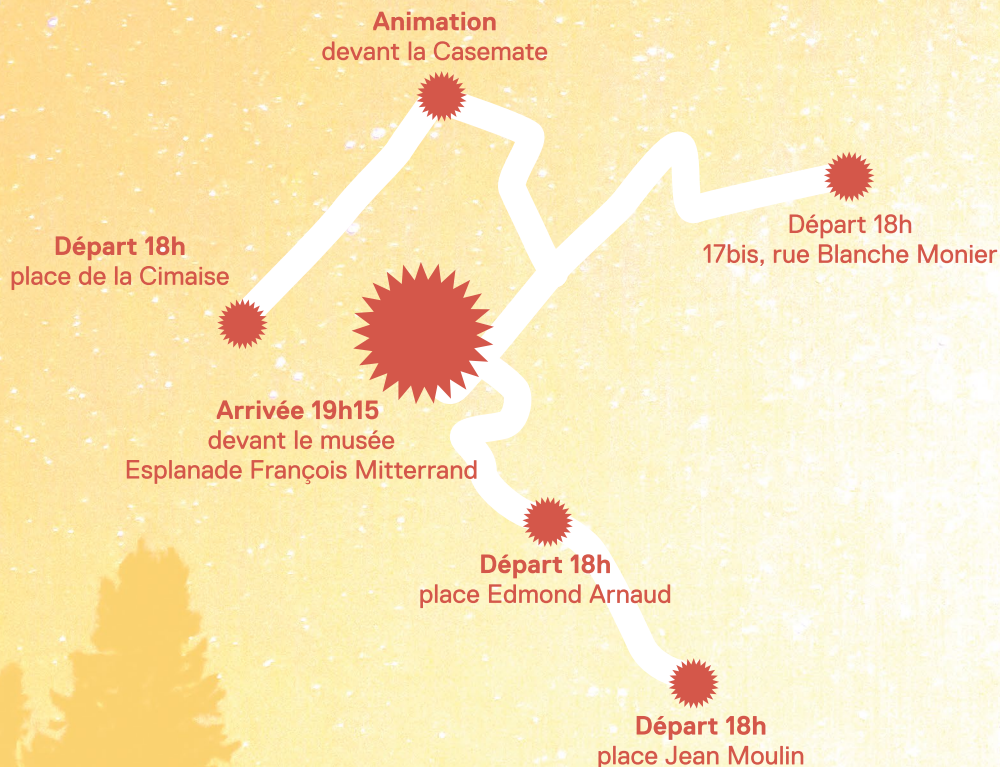 Animation
devant la Casemate
Départ 18h
17bis, rue Blanche Monier
Départ 18h
place de la Cimaise
Arrivée 19h15
devant le musée
Esplanade François Mitterrand
Départ 18h
place Edmond Arnaud
Départ 18h
place Jean Moulin